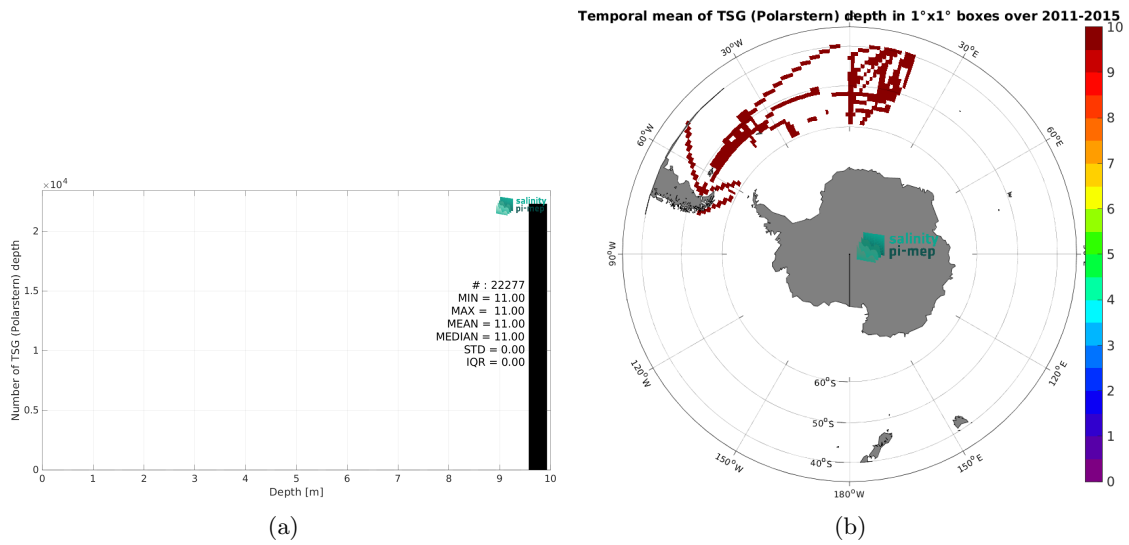 Temporal mean of TSG (Polarstern) depth in 1°x1° boxes over 2011-2015
×10⁴
2
1.5
1
0.5
0
Number of TSG (Polarstern) depth
salinity
pi-mep
# : 22277
MIN = 11.00
MAX = 11.00
MEAN = 11.00
MEDIAN = 11.00
STD = 0.00
IQR = 0.00
0 1 2 3 4 5 6 7 8 9 10
Depth [m]
(a)
30°W
30°E
60°W
60°E
90°W
120°W
120°E
150°W
150°E
180°W
60°S
50°S
40°S
salinity
pi-mep
10
9
8
7
6
5
4
3
2
1
0
(b)